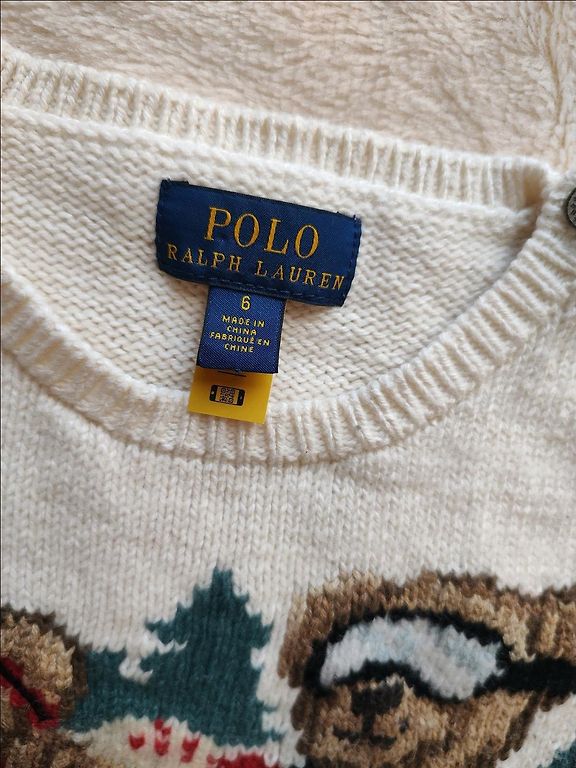 POLO
RALPH LAUREN
6
MADE IN
CHINA
FABRIQUÉ EN
CHINE